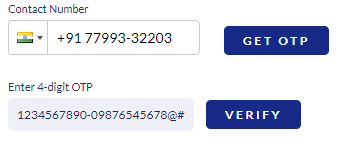 Contact Number
+91 77993-32203 GET OTP
Enter 4-digit OTP
1234567890-09876545678@# VERIFY